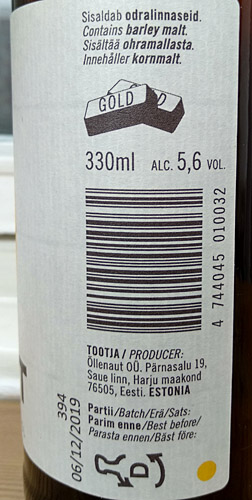 Sisaldab odralinnaseid.
Contains barley malt.
Sisältää ohramallasta.
Innehåller kornmalt.
GOLD D
330ml ALC. 5,6 VOL.
4 744045 010032
TOOTJA / PRODUCER:
Õllenaut OÜ. Pärnasalu 19,
Saue linn, Harju maakond
76505, Eesti. ESTONIA
Partii/Batch/Erä/Sats:
Parim enne/Best before/
Parasta ennen/Bäst före:
394
06/12/2019
D